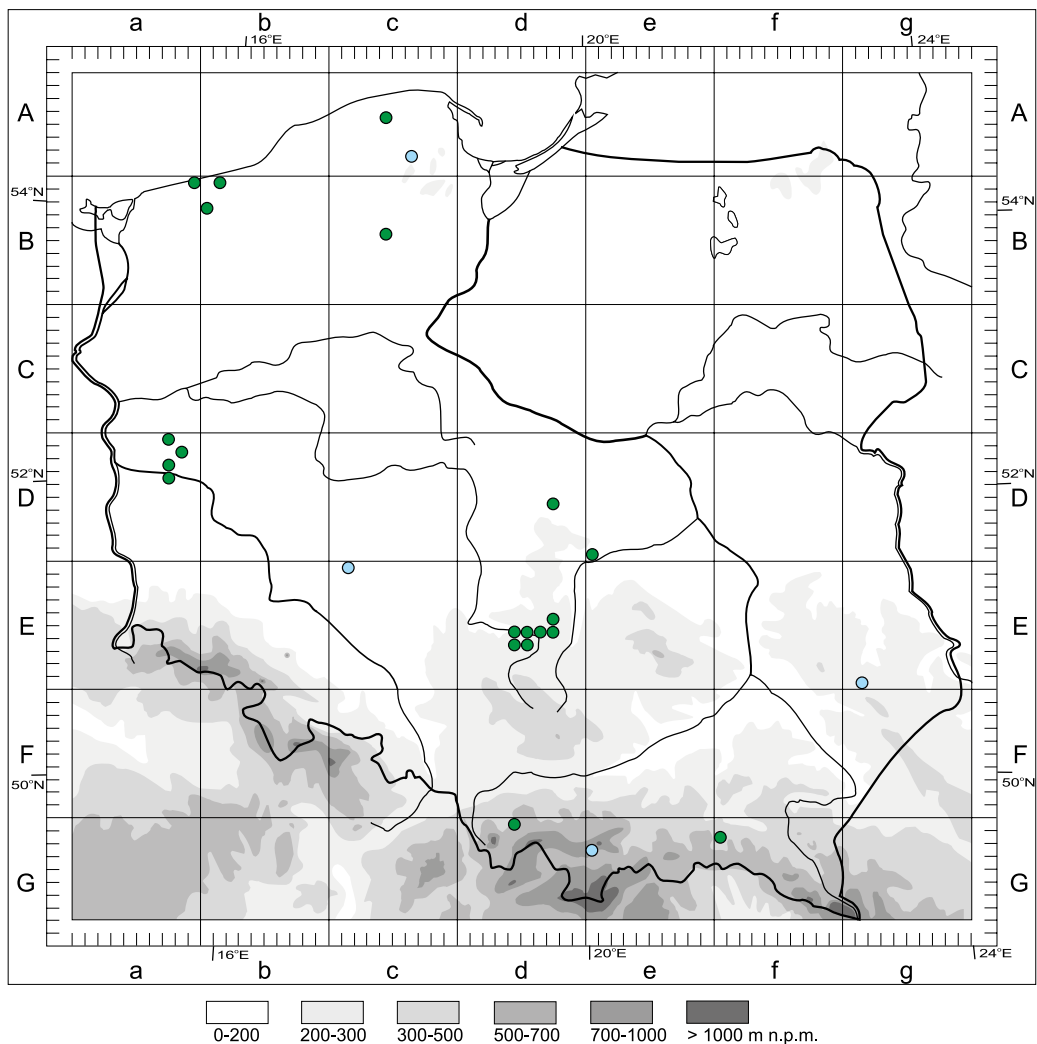 a b c d e f g
16°E 20°E 24°E
A A
54°N 54°N
B B
C C
52°N 52°N
D D
E E
F F
50°N 50°N
G G
16°E 20°E 24°E
a b c d e f g
0-200 200-300 300-500 500-700 700-1000 > 1000 m n.p.m.